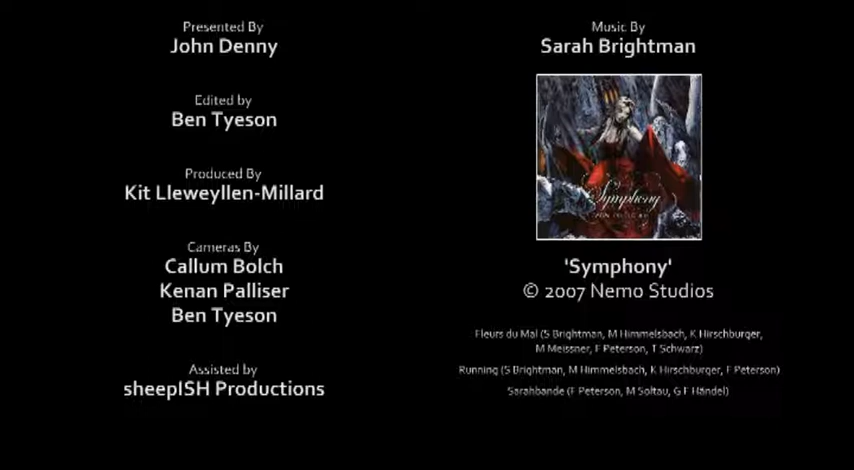 Presented By
John Denny
Edited by
Ben Tyeson
Produced By
Kit Lleweyllen-Millard
Cameras By
Callum Bolch
Kenan Palliser
Ben Tyeson
Assisted by
sheepISH Productions
Music By
Sarah Brightman
Symphony
'Symphony'
© 2007 Nemo Studios
Fleurs du Mal (S Brightman, M Himmelsbach, K Hirschburger,
M Meissner, F Peterson, T Schwarz)
Running (S Brightman, M Himmelsbach, K Hirschburger, F Peterson)
Sarahbande (F Peterson, M Soltau, G F Händel)